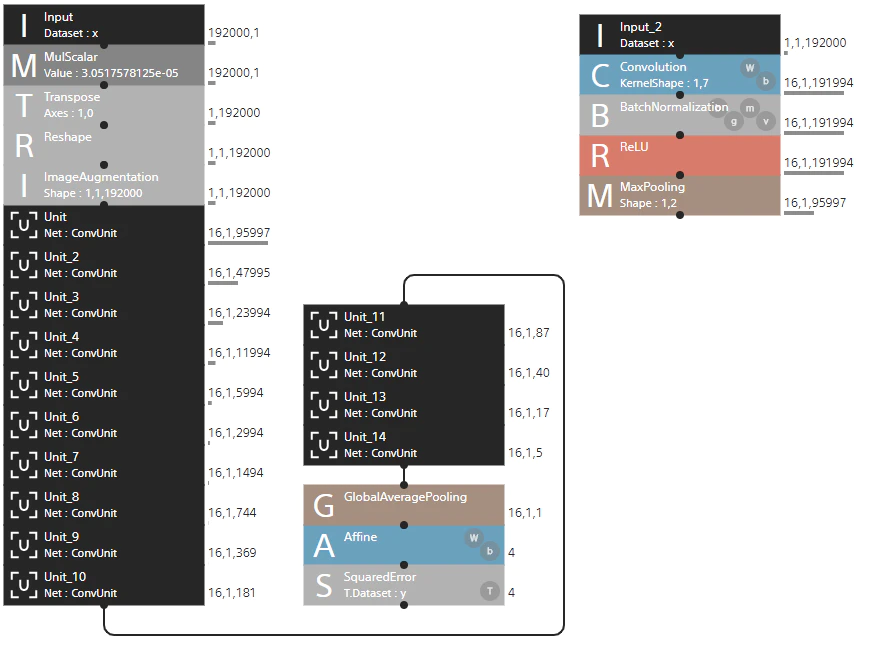 I
Input
Dataset : x
192000,1
M
MulScalar
Value : 3.0517578125e-05
192000,1
T
Transpose
Axes : 1,0
1,192000
R
Reshape
1,1,192000
I
ImageAugmentation
Shape : 1,1,192000
1,1,192000
U
Unit
Net : ConvUnit
16,1,95997
U
Unit_2
Net : ConvUnit
16,1,47995
U
Unit_3
Net : ConvUnit
16,1,23994
U
Unit_4
Net : ConvUnit
16,1,11994
U
Unit_5
Net : ConvUnit
16,1,5994
U
Unit_6
Net : ConvUnit
16,1,2994
U
Unit_7
Net : ConvUnit
16,1,1494
U
Unit_8
Net : ConvUnit
16,1,744
U
Unit_9
Net : ConvUnit
16,1,369
U
Unit_10
Net : ConvUnit
16,1,181
U
Unit_11
Net : ConvUnit
16,1,87
U
Unit_12
Net : ConvUnit
16,1,40
U
Unit_13
Net : ConvUnit
16,1,17
U
Unit_14
Net : ConvUnit
16,1,5
G
GlobalAveragePooling
16,1,1
A
Affine
W
b
4
S
SquaredError
T.Dataset : y
T
4
I
Input_2
Dataset : x
1,1,192000
C
Convolution
KernelShape : 1,7
W
b
16,1,191994
B
BatchNormalization
m
g
v
16,1,191994
R
ReLU
16,1,191994
M
MaxPooling
Shape : 1,2
16,1,95997